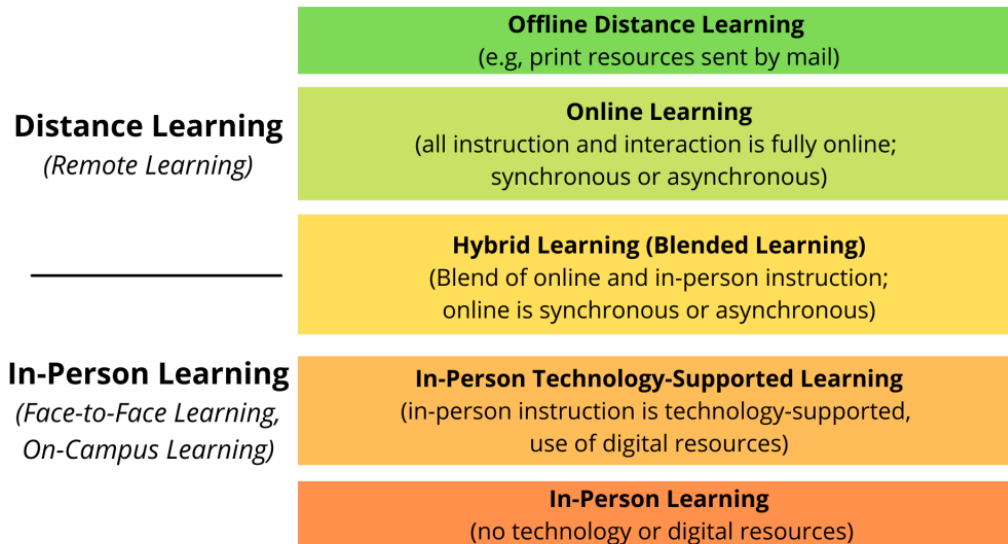 Offline Distance Learning
(e.g, print resources sent by mail)
Distance Learning
(Remote Learning)
Online Learning
(all instruction and interaction is fully online;
synchronous or asynchronous)
Hybrid Learning (Blended Learning)
(Blend of online and in-person instruction;
online is synchronous or asynchronous)
In-Person Learning
(Face-to-Face Learning,
On-Campus Learning)
In-Person Technology-Supported Learning
(in-person instruction is technology-supported,
use of digital resources)
In-Person Learning
(no technology or digital resources)